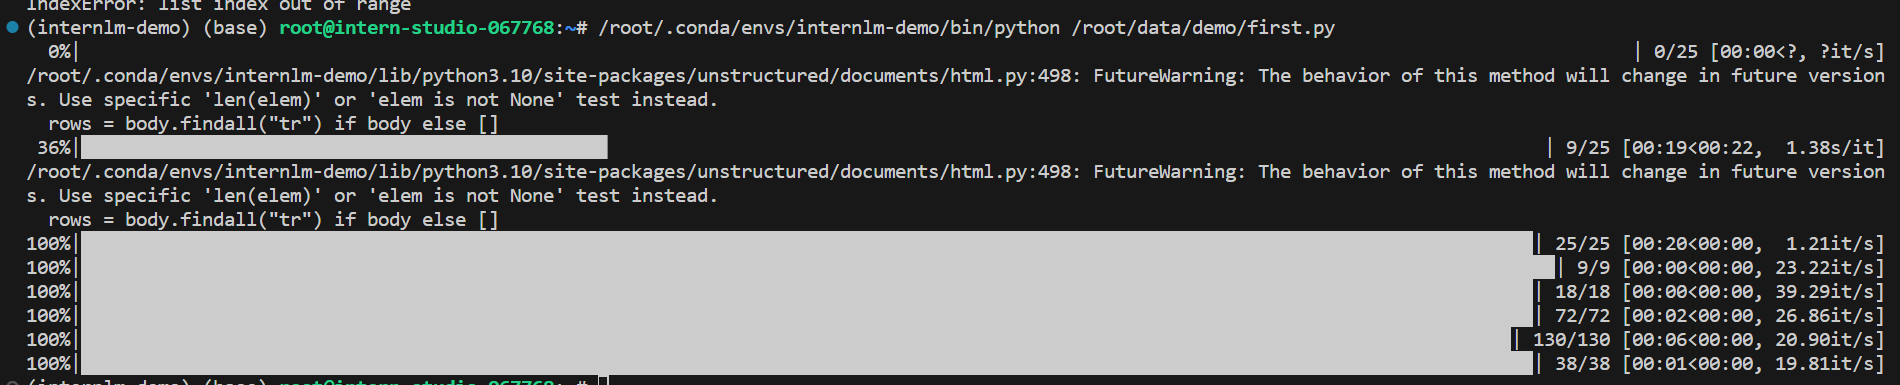 IndexError: list index out of range
(internlm-demo) (base) root@intern-studio-067768:~# /root/.conda/envs/internlm-demo/bin/python /root/data/demo/first.py
0%| | 0/25 [00:00<?, ?it/s]
/root/.conda/envs/internlm-demo/lib/python3.10/site-packages/unstructured/documents/html.py:498: FutureWarning: The behavior of this method will change in future version
s. Use specific 'len(elem)' or 'elem is not None' test instead.
rows = body.findall("tr") if body else []
36%| | 9/25 [00:19<00:22, 1.38s/it]
/root/.conda/envs/internlm-demo/lib/python3.10/site-packages/unstructured/documents/html.py:498: FutureWarning: The behavior of this method will change in future version
s. Use specific 'len(elem)' or 'elem is not None' test instead.
rows = body.findall("tr") if body else []
100%| | 25/25 [00:20<00:00, 1.21it/s]
100%| | 9/9 [00:00<00:00, 23.22it/s]
100%| | 18/18 [00:00<00:00, 39.29it/s]
100%| | 72/72 [00:02<00:00, 26.86it/s]
100%| | 130/130 [00:06<00:00, 20.90it/s]
100%| | 38/38 [00:01<00:00, 19.81it/s]
(internlm-demo) (base) root@intern-studio-067768:~#